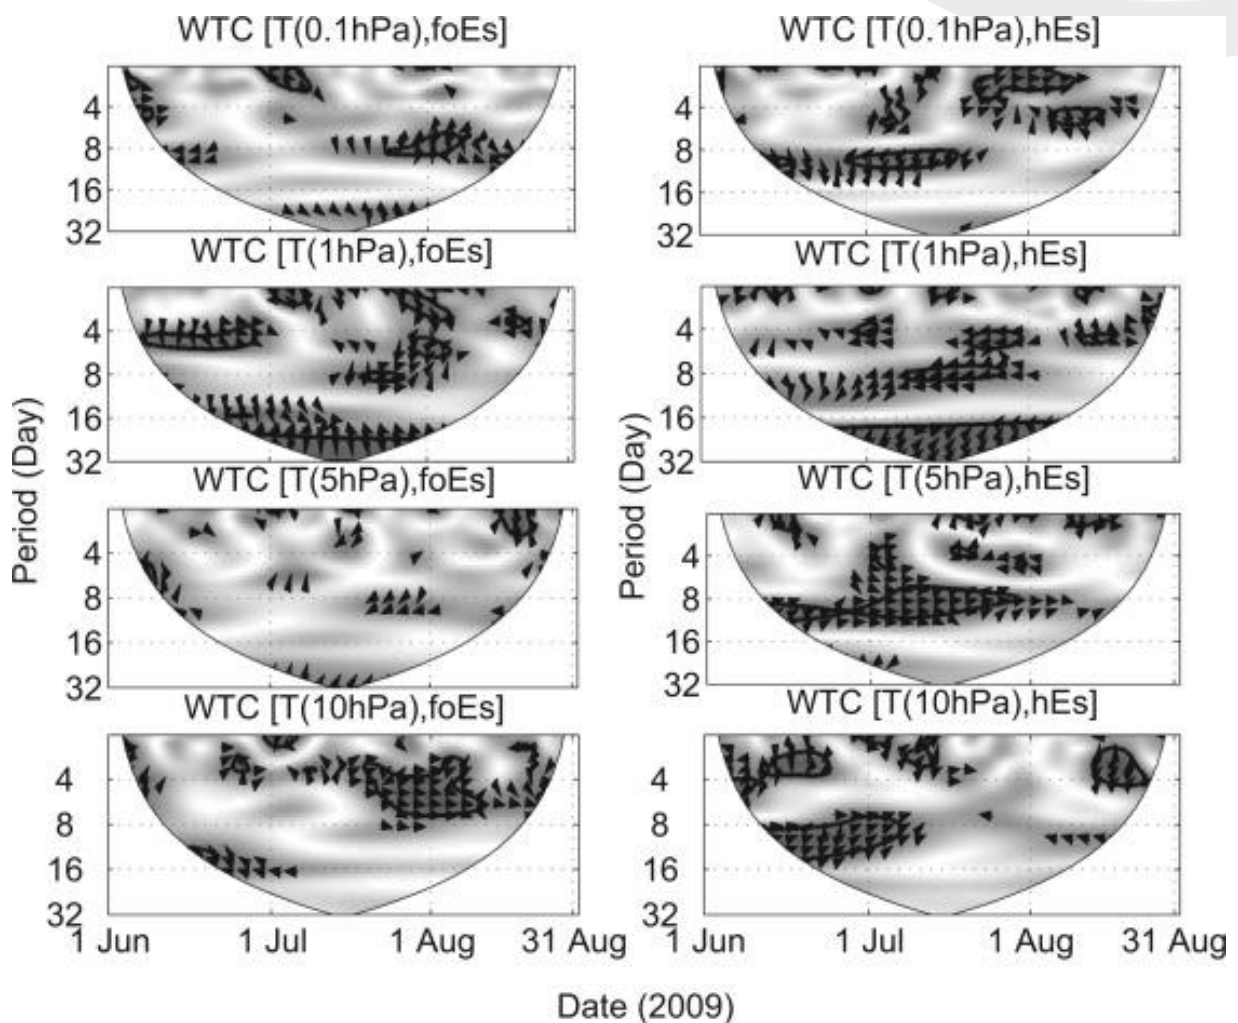 WTC [T(0.1hPa),foEs]
WTC [T(0.1hPa),hEs]
4
8
16
32
4
8
16
32
WTC [T(1hPa),foEs]
WTC [T(1hPa),hEs]
4
8
16
32
4
8
16
32
WTC [T(5hPa),foEs]
WTC [T(5hPa),hEs]
Period (Day)
Period (Day)
4
8
16
32
4
8
16
32
WTC [T(10hPa),foEs]
WTC [T(10hPa),hEs]
4
8
16
32
4
8
16
32
1 Jun 1 Jul 1 Aug 31 Aug
1 Jun 1 Jul 1 Aug 31 Aug
Date (2009)